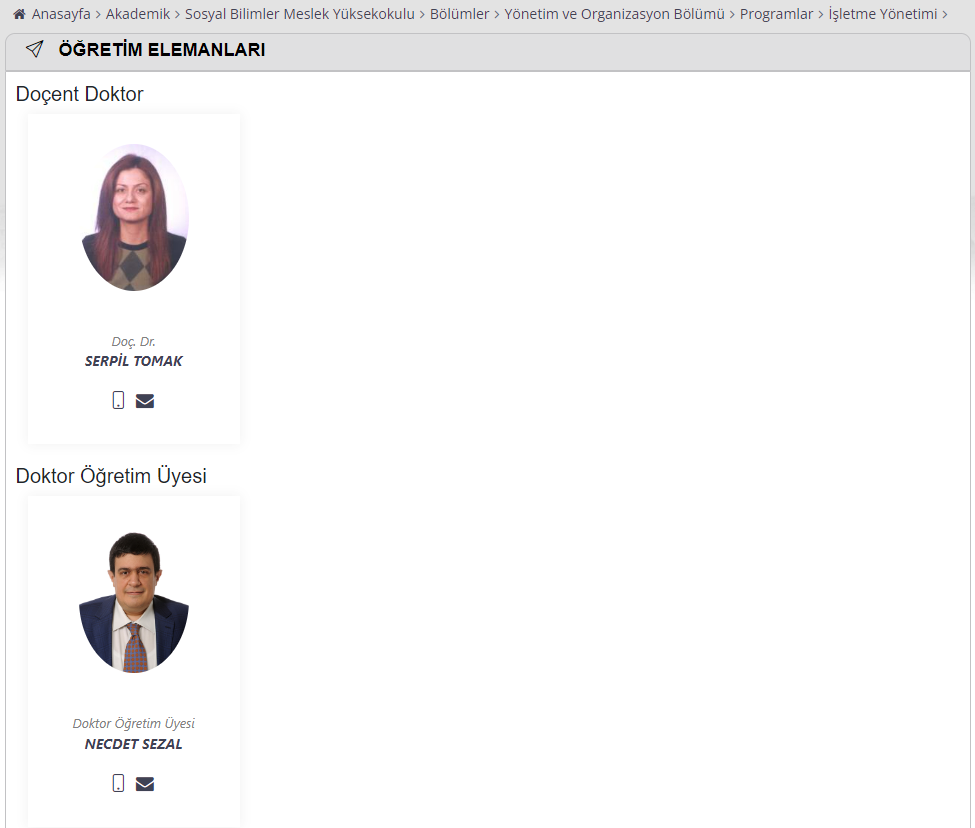 Anasayfa > Akademik > Sosyal Bilimler Meslek Yüksekokulu > Bölümler > Yönetim ve Organizasyon Bölümü > Programlar > İşletme Yönetimi >
ÖĞRETİM ELEMANLARI
Doçent Doktor
Doç. Dr.
SERPİL TOMAK
Doktor Öğretim Üyesi
Doktor Öğretim Üyesi
NECDET SEZAL